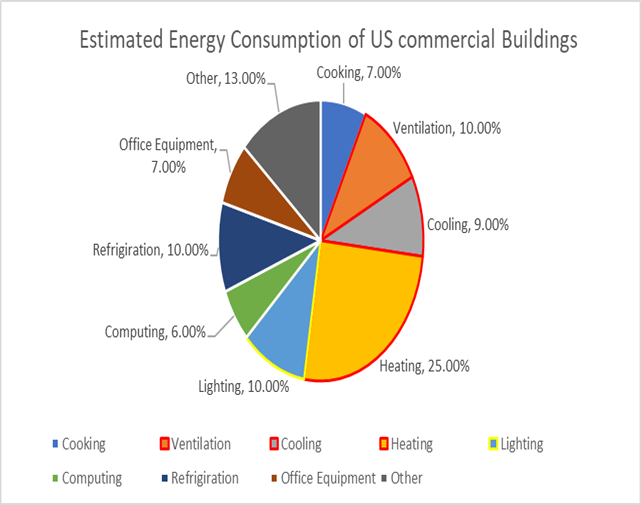 Estimated Energy Consumption of US commercial Buildings
Cooking, 7.00%
Ventilation, 10.00%
Cooling, 9.00%
Heating, 25.00%
Lighting, 10.00%
Computing, 6.00%
Refrigiration, 10.00%
Office Equipment,
7.00%
Other, 13.00%
Cooking
Ventilation
Cooling
Heating
Lighting
Computing
Refrigiration
Office Equipment
Other